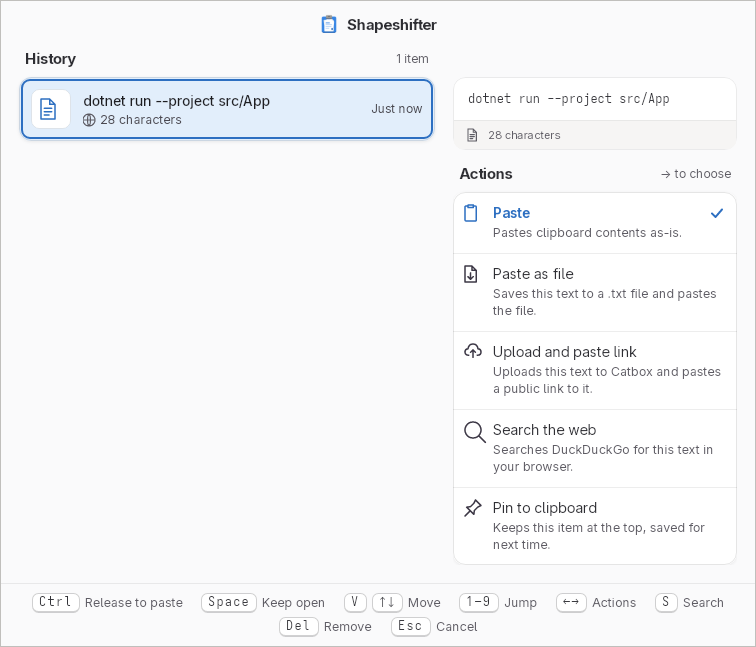 Shapeshifter
History
1 item
dotnet run --project src/App
28 characters
Just now
dotnet run --project src/App
28 characters
Actions
→ to choose
Paste
Pastes clipboard contents as-is.
Paste as file
Saves this text to a .txt file and pastes
the file.
Upload and paste link
Uploads this text to Catbox and pastes
a public link to it.
Search the web
Searches DuckDuckGo for this text in
your browser.
Pin to clipboard
Keeps this item at the top, saved for
next time.
Ctrl Release to paste Space Keep open V ↑↓ Move 1–9 Jump ←→ Actions S Search
Del Remove Esc Cancel